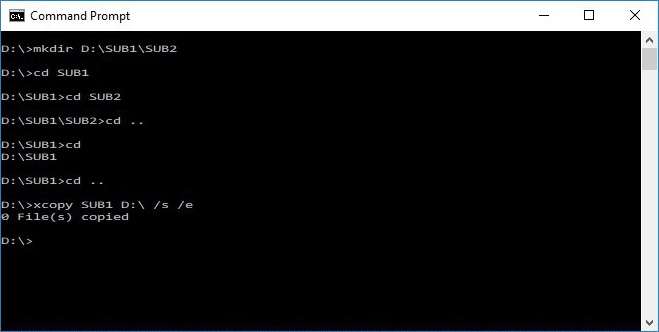 Command Prompt
D:\>mkdir D:\SUB1\SUB2
D:\>cd SUB1
D:\SUB1>cd SUB2
D:\SUB1\SUB2>cd ..
D:\SUB1>cd
D:\SUB1
D:\SUB1>cd ..
D:\>xcopy SUB1 D:\ /s /e
0 File(s) copied
D:\>